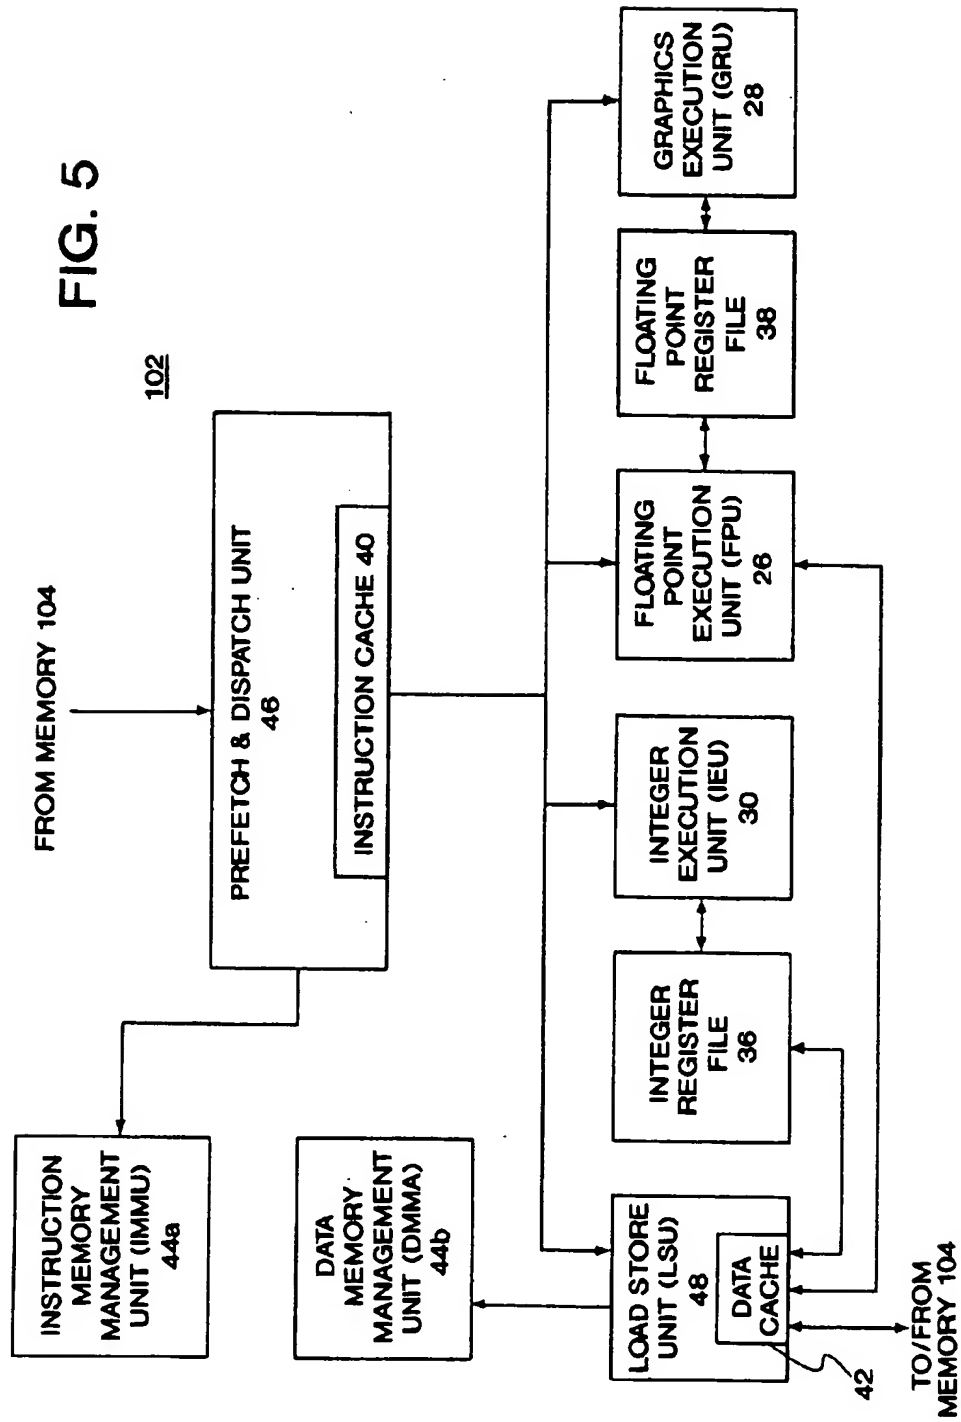 FIG. 5
102
FROM MEMORY 104
PREFETCH & DISPATCH UNIT
46
INSTRUCTION CACHE 40
INSTRUCTION
MEMORY
MANAGEMENT
UNIT (IMMU)
44a
DATA
MEMORY
MANAGEMENT
UNIT (DMMA)
44b
LOAD STORE
UNIT (LSU)
48
DATA
CACHE
42
TO/FROM
MEMORY 104
INTEGER
REGISTER
FILE
36
INTEGER
EXECUTION
UNIT (IEU)
30
FLOATING
POINT
EXECUTION
UNIT (FPU)
26
FLOATING
POINT
REGISTER
FILE
38
GRAPHICS
EXECUTION
UNIT (GRU)
28